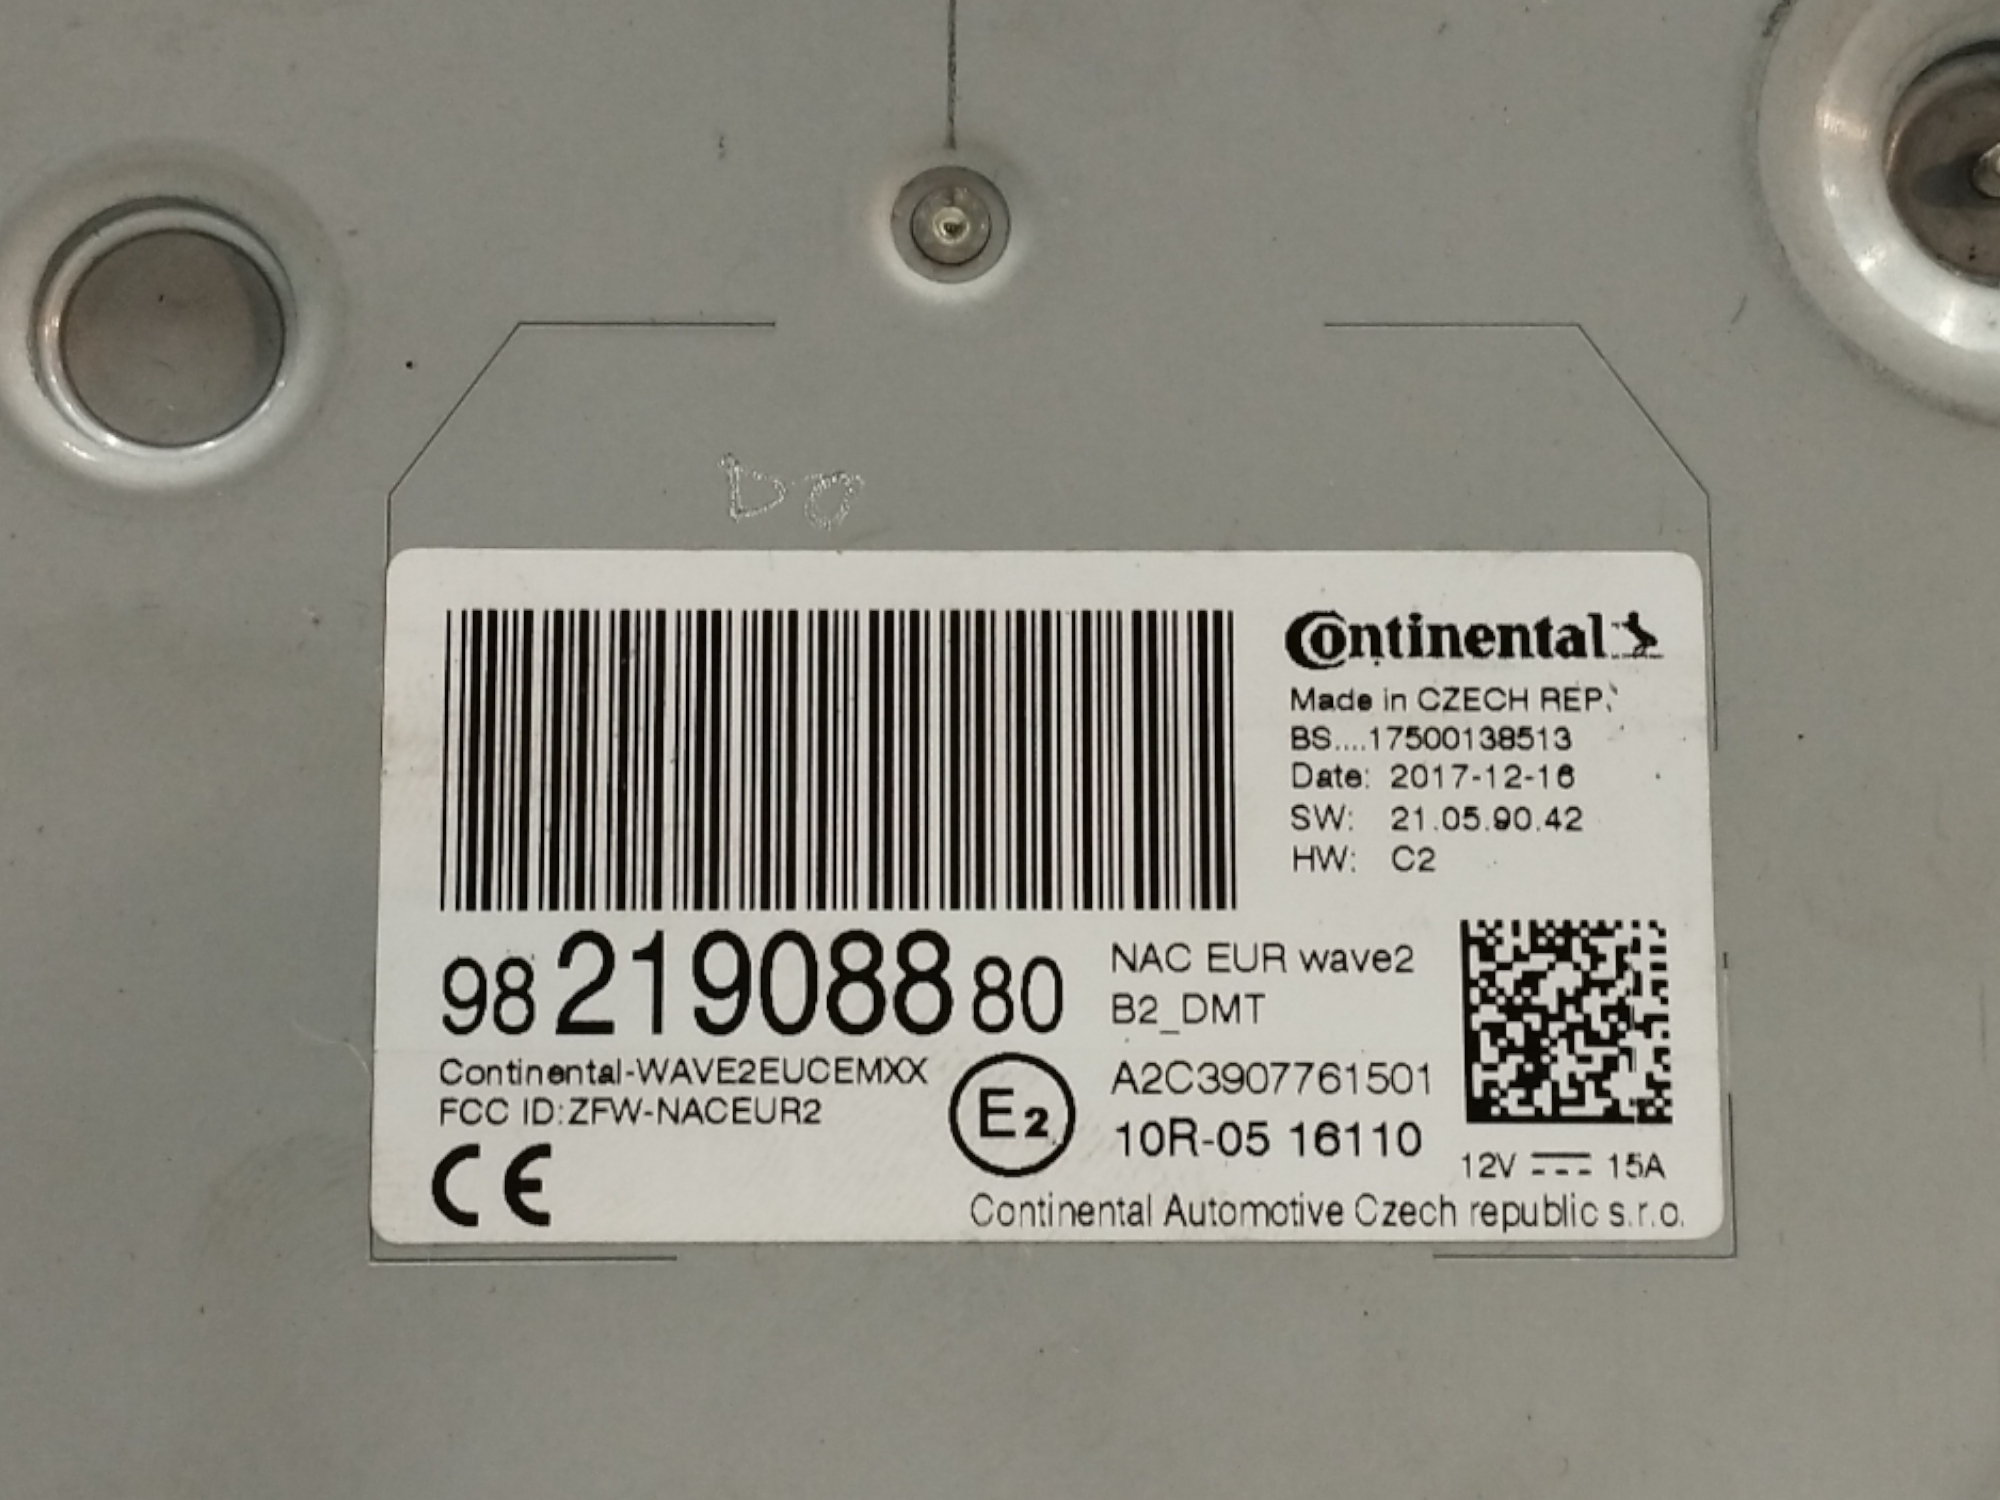 DO
Continental
Made in CZECH REP.
BS....17500138513
Date: 2017-12-16
SW: 21.05.90.42
HW: C2
98 219088 80
NAC EUR wave2
B2_DMT
Continental-WAVE2EUCEMXX
FCC ID:ZFW-NACEUR2
CE
E2
A2C3907761501
10R-05 16110
12V 15A
Continental Automotive Czech republic s.r.o.